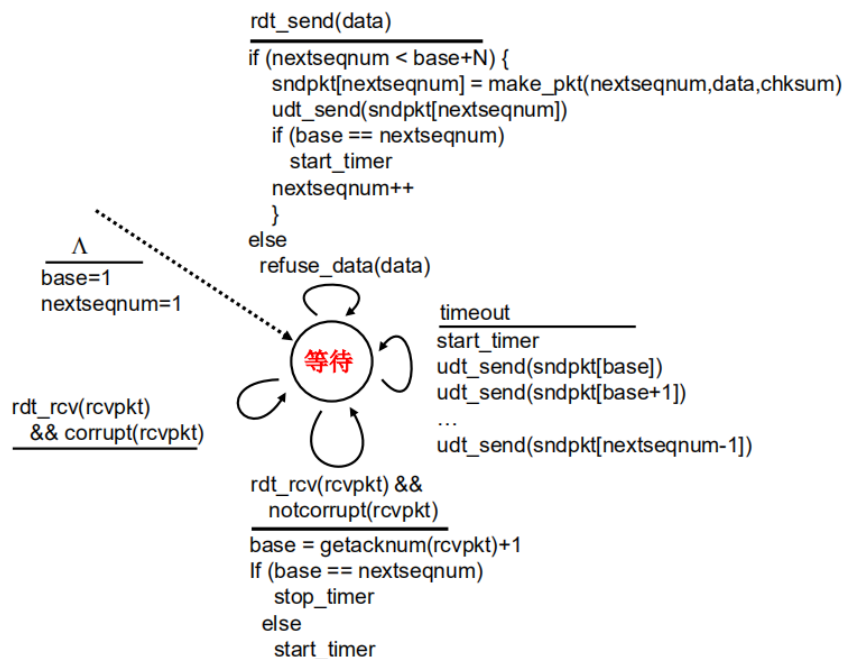 rdt_send(data)
if (nextseqnum < base+N) {
sndpkt[nextseqnum] = make_pkt(nextseqnum,data,chksum)
udt_send(sndpkt[nextseqnum])
if (base == nextseqnum)
start_timer
nextseqnum++
}
else
refuse_data(data)
Λ
base=1
nextseqnum=1
等待
timeout
start_timer
udt_send(sndpkt[base])
udt_send(sndpkt[base+1])
…
udt_send(sndpkt[nextseqnum-1])
rdt_rcv(rcvpkt)
&& corrupt(rcvpkt)
rdt_rcv(rcvpkt) &&
notcorrupt(rcvpkt)
base = getacknum(rcvpkt)+1
If (base == nextseqnum)
stop_timer
else
start_timer